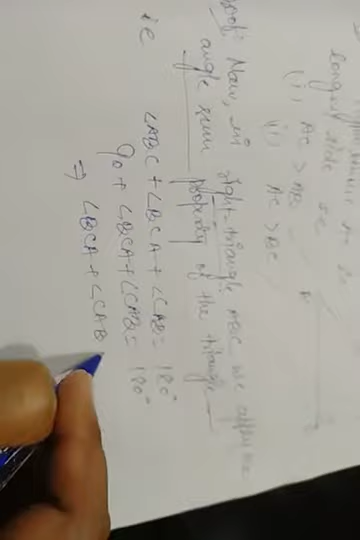 longest side is
(i) AC > AB
(ii) AC > BC
Proof: Now, in right triangle ABC, we apply the
angle sum property of the triangle
i.e ∠ABC + ∠BCA + ∠CAB = 180°
90 + ∠BCA + ∠CAB = 180°
⇒ ∠BCA + ∠CAB